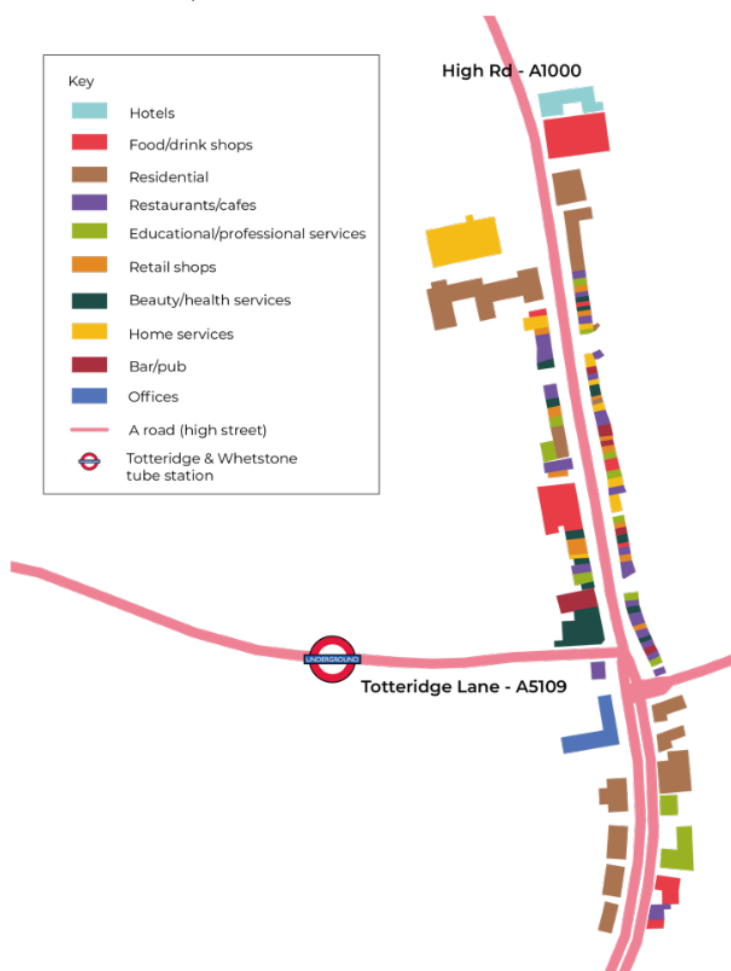 High Rd - A1000
Key
Hotels
Food/drink shops
Residential
Restaurants/cafes
Educational/professional services
Retail shops
Beauty/health services
Home services
Bar/pub
Offices
A road (high street)
Totteridge & Whetstone
tube station
UNDERGROUND
Totteridge Lane - A5109